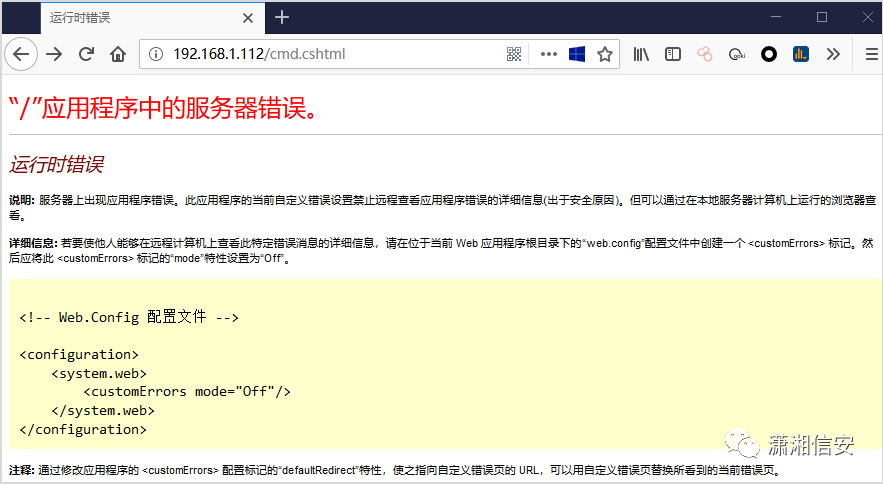 运行时错误
192.168.1.112/cmd.cshtml
“/”应用程序中的服务器错误。
运行时错误
说明: 服务器上出现应用程序错误。此应用程序的当前自定义错误设置禁止远程查看应用程序错误的详细信息(出于安全原因)。但可以通过在本地服务器计算机上运行的浏览器查
看。
详细信息: 若要使他人能够在远程计算机上查看此特定错误消息的详细信息，请在位于当前 Web 应用程序根目录下的“web.config”配置文件中创建一个 <customErrors> 标记。然
后应将此 <customErrors> 标记的“mode”特性设置为“Off”。
<!-- Web.Config 配置文件 -->
<configuration>
    <system.web>
        <customErrors mode="Off"/>
    </system.web>
</configuration>
注释: 通过修改应用程序的 <customErrors> 配置标记的“defaultRedirect”特性，使之指向自定义错误页的 URL，可以用自定义错误页替换所看到的当前错误页。
潇湘信安